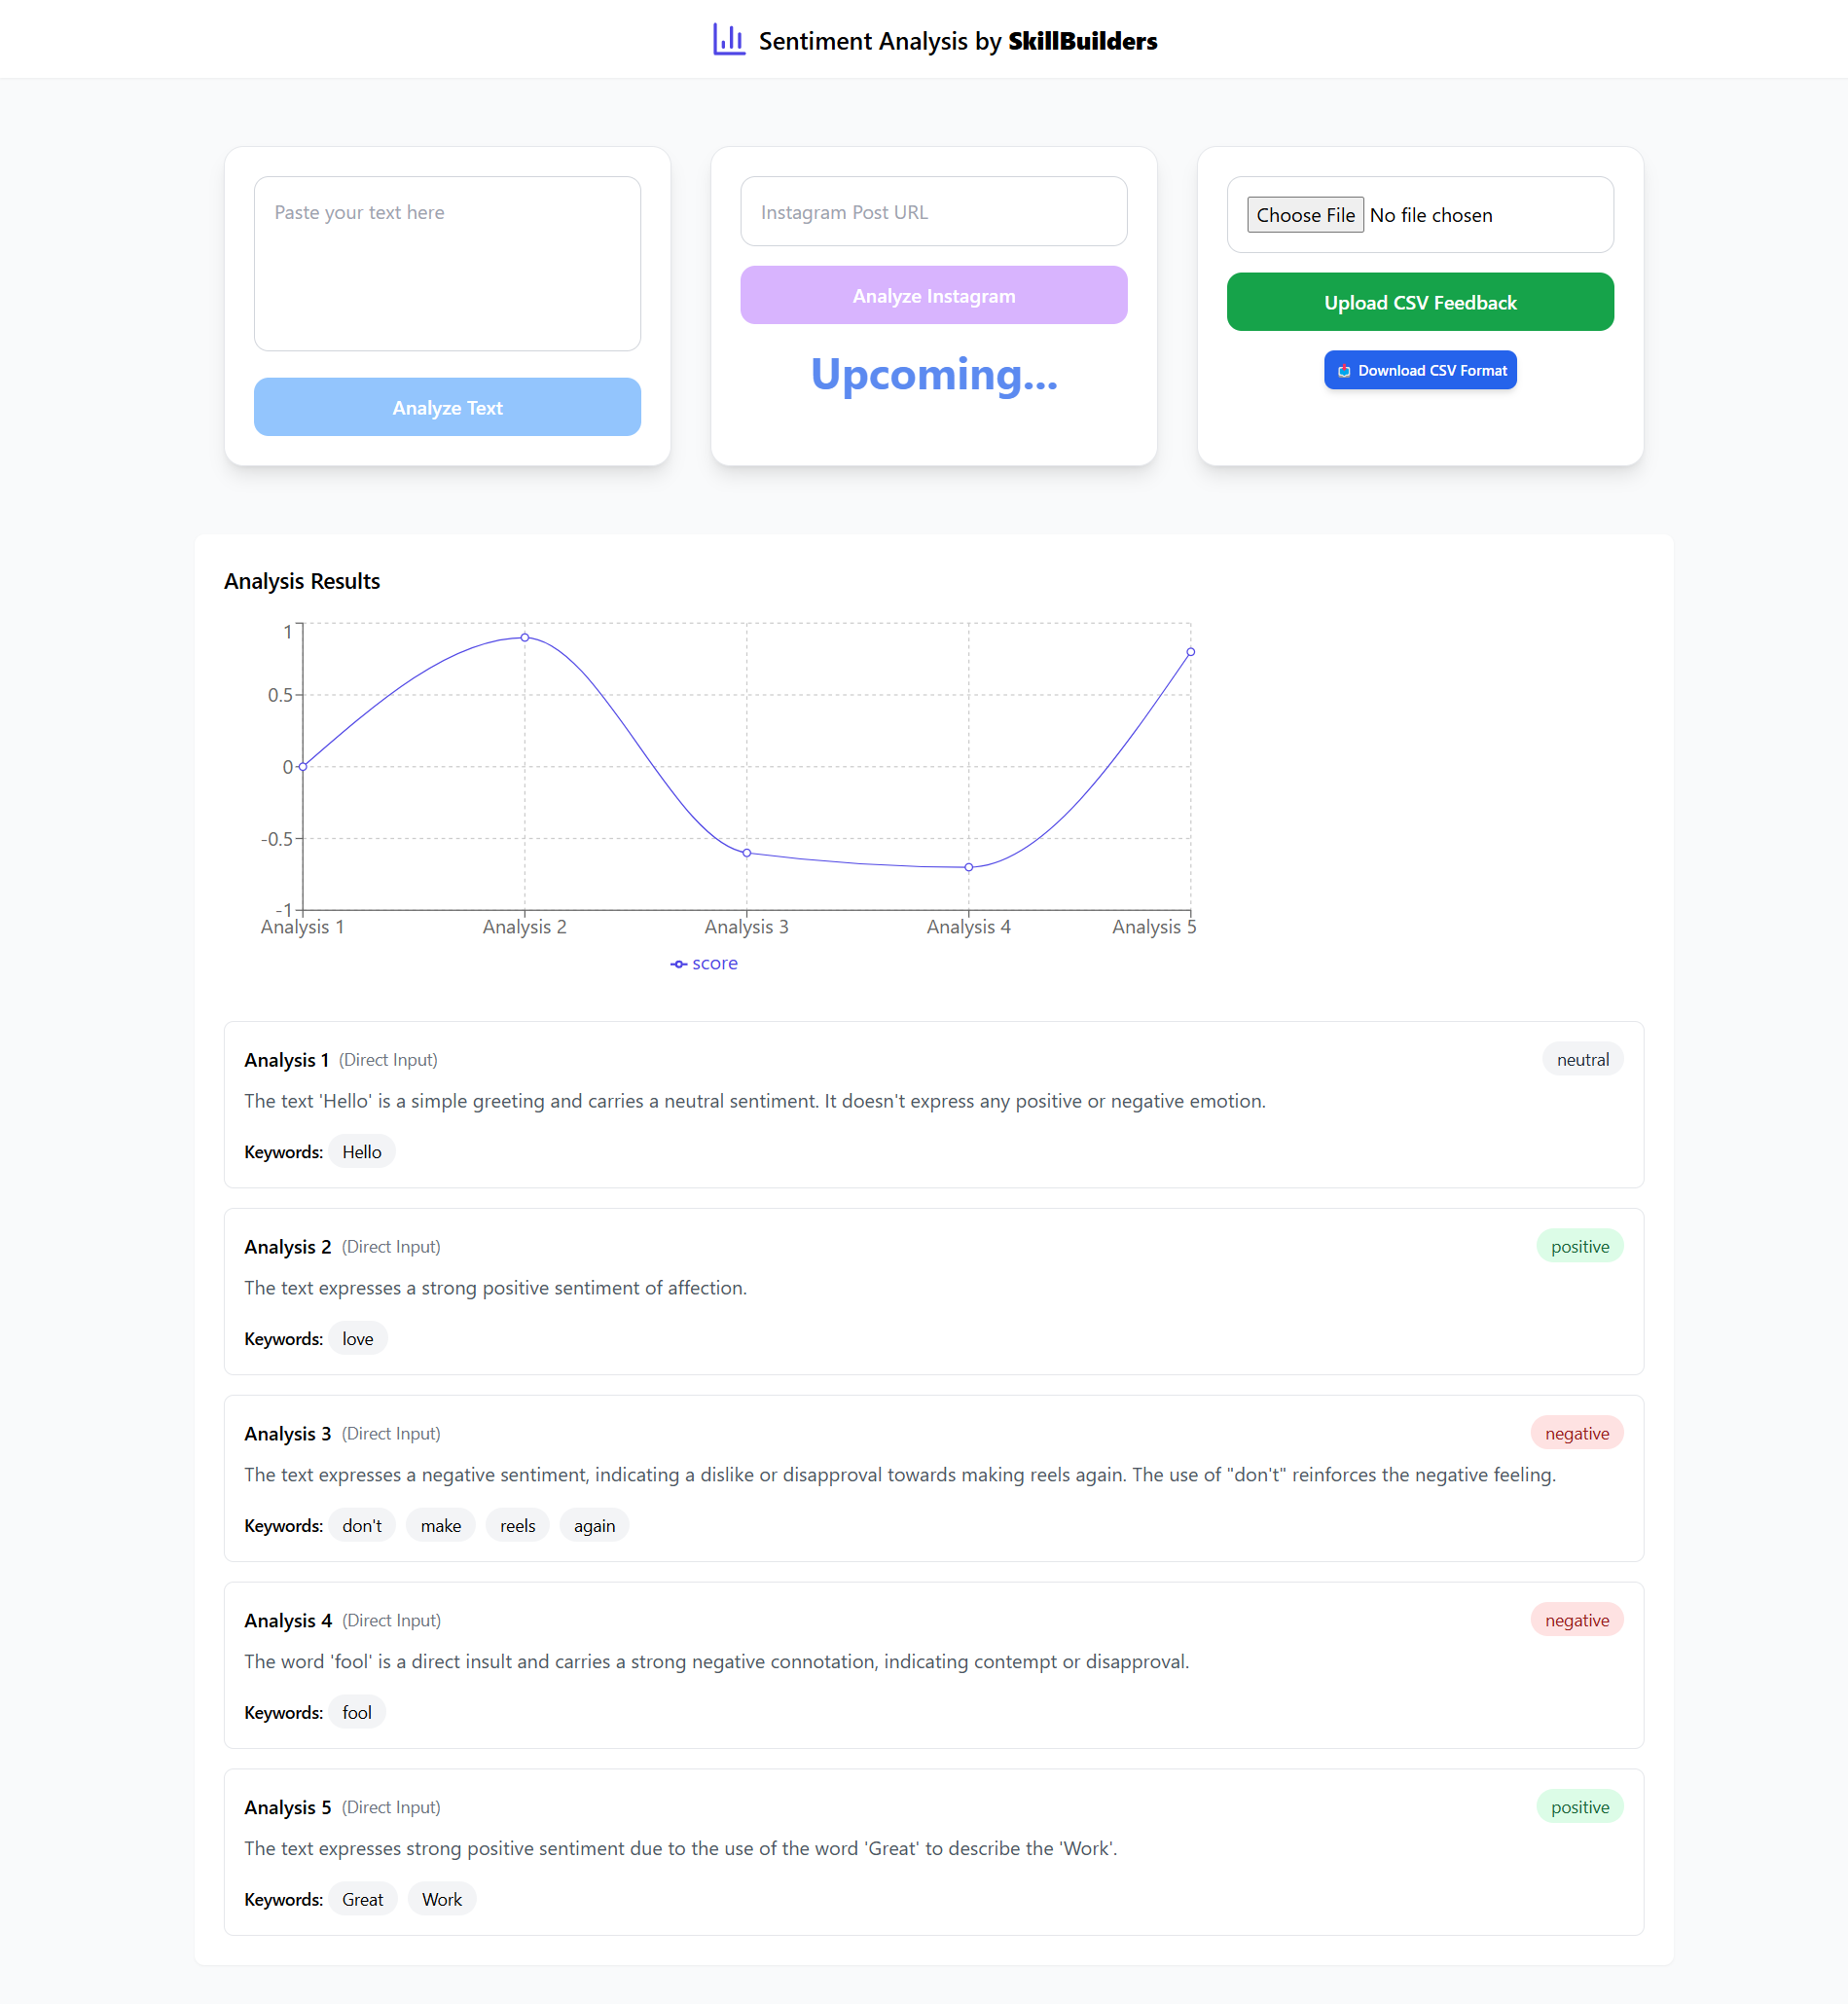 Sentiment Analysis by SkillBuilders
Paste your text here
Analyze Text
Instagram Post URL
Analyze Instagram
Upcoming...
Choose File No file chosen
Upload CSV Feedback
Download CSV Format
Analysis Results
1
0.5
0
-0.5
-1
Analysis 1 Analysis 2 Analysis 3 Analysis 4 Analysis 5
score
Analysis 1 (Direct Input) neutral
The text 'Hello' is a simple greeting and carries a neutral sentiment. It doesn't express any positive or negative emotion.
Keywords: Hello
Analysis 2 (Direct Input) positive
The text expresses a strong positive sentiment of affection.
Keywords: love
Analysis 3 (Direct Input) negative
The text expresses a negative sentiment, indicating a dislike or disapproval towards making reels again. The use of "don't" reinforces the negative feeling.
Keywords: don't make reels again
Analysis 4 (Direct Input) negative
The word 'fool' is a direct insult and carries a strong negative connotation, indicating contempt or disapproval.
Keywords: fool
Analysis 5 (Direct Input) positive
The text expresses strong positive sentiment due to the use of the word 'Great' to describe the 'Work'.
Keywords: Great Work